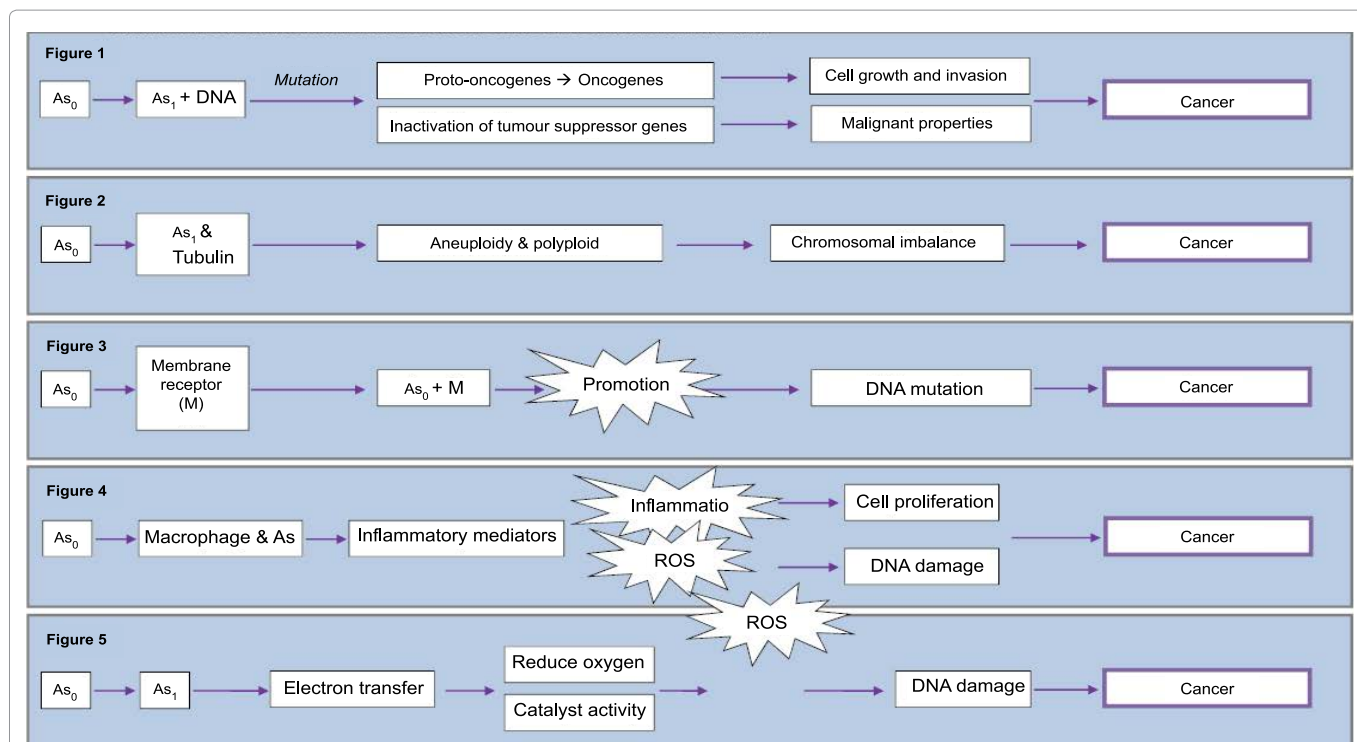 Figure 1
As₀
As₁ + DNA
Mutation
Proto-oncogenes → Oncogenes
Inactivation of tumour suppressor genes
Cell growth and invasion
Malignant properties
Cancer
Figure 2
As₀
As₁ &
Tubulin
Aneuploidy & polyploid
Chromosomal imbalance
Cancer
Figure 3
As₀
Membrane
receptor
(M)
As₀ + M
Promotion
DNA mutation
Cancer
Figure 4
As₀
Macrophage & As
Inflammatory mediators
Inflammatio
ROS
Cell proliferation
DNA damage
Cancer
Figure 5
As₀
As₁
Electron transfer
Reduce oxygen
Catalyst activity
ROS
DNA damage
Cancer